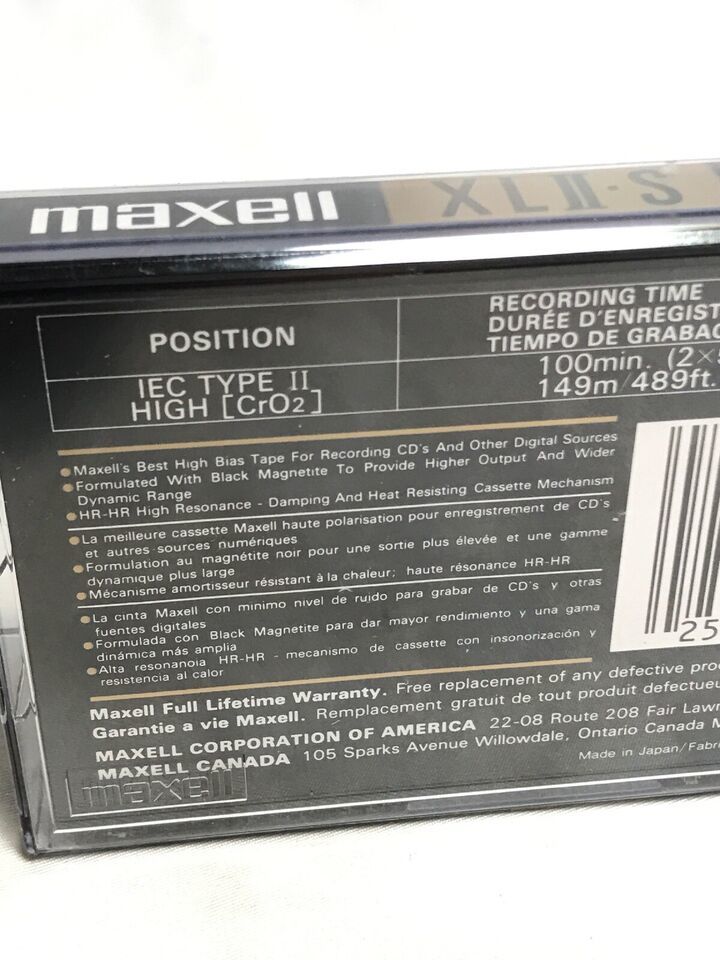 maxell XLII·S
POSITION
RECORDING TIME
DURÉE D'ENREGIST
TIEMPO DE GRABAC
IEC TYPE II
HIGH [CrO2]
100min. (2×
149m/489ft.
●Maxell's Best High Bias Tape For Recording CD's And Other Digital Sources
●Formulated With Black Magnetite To Provide Higher Output And Wider
Dynamic Range
●HR-HR High Resonance - Damping And Heat Resisting Cassette Mechanism
●La meilleure cassette Maxell haute polarisation pour enregistrement de CD's
et autres sources numériques
●Formulation au magnétite noir pour une sortie plus élevée et une gamme
dynamique plus large
●Mécanisme amortisseur résistant à la chaleur; haute résonance HR-HR
●La cinta Maxell con minimo nivel de ruido para grabar de CD's y otras
fuentes digitales
●Formulada con Black Magnetite para dar mayor rendimiento y una gama
dinámica más amplia
●Alta resonanoia HR-HR - mecanismo de cassette con insonorización y
resistencia al calor
25
Maxell Full Lifetime Warranty. Free replacement of any defective pro
Garantie a vie Maxell. Remplacement gratuit de tout produit defectueu
MAXELL CORPORATION OF AMERICA 22-08 Route 208 Fair Law
MAXELL CANADA 105 Sparks Avenue Willowdale, Ontario Canada M
Made in Japan/Fabri
maxell